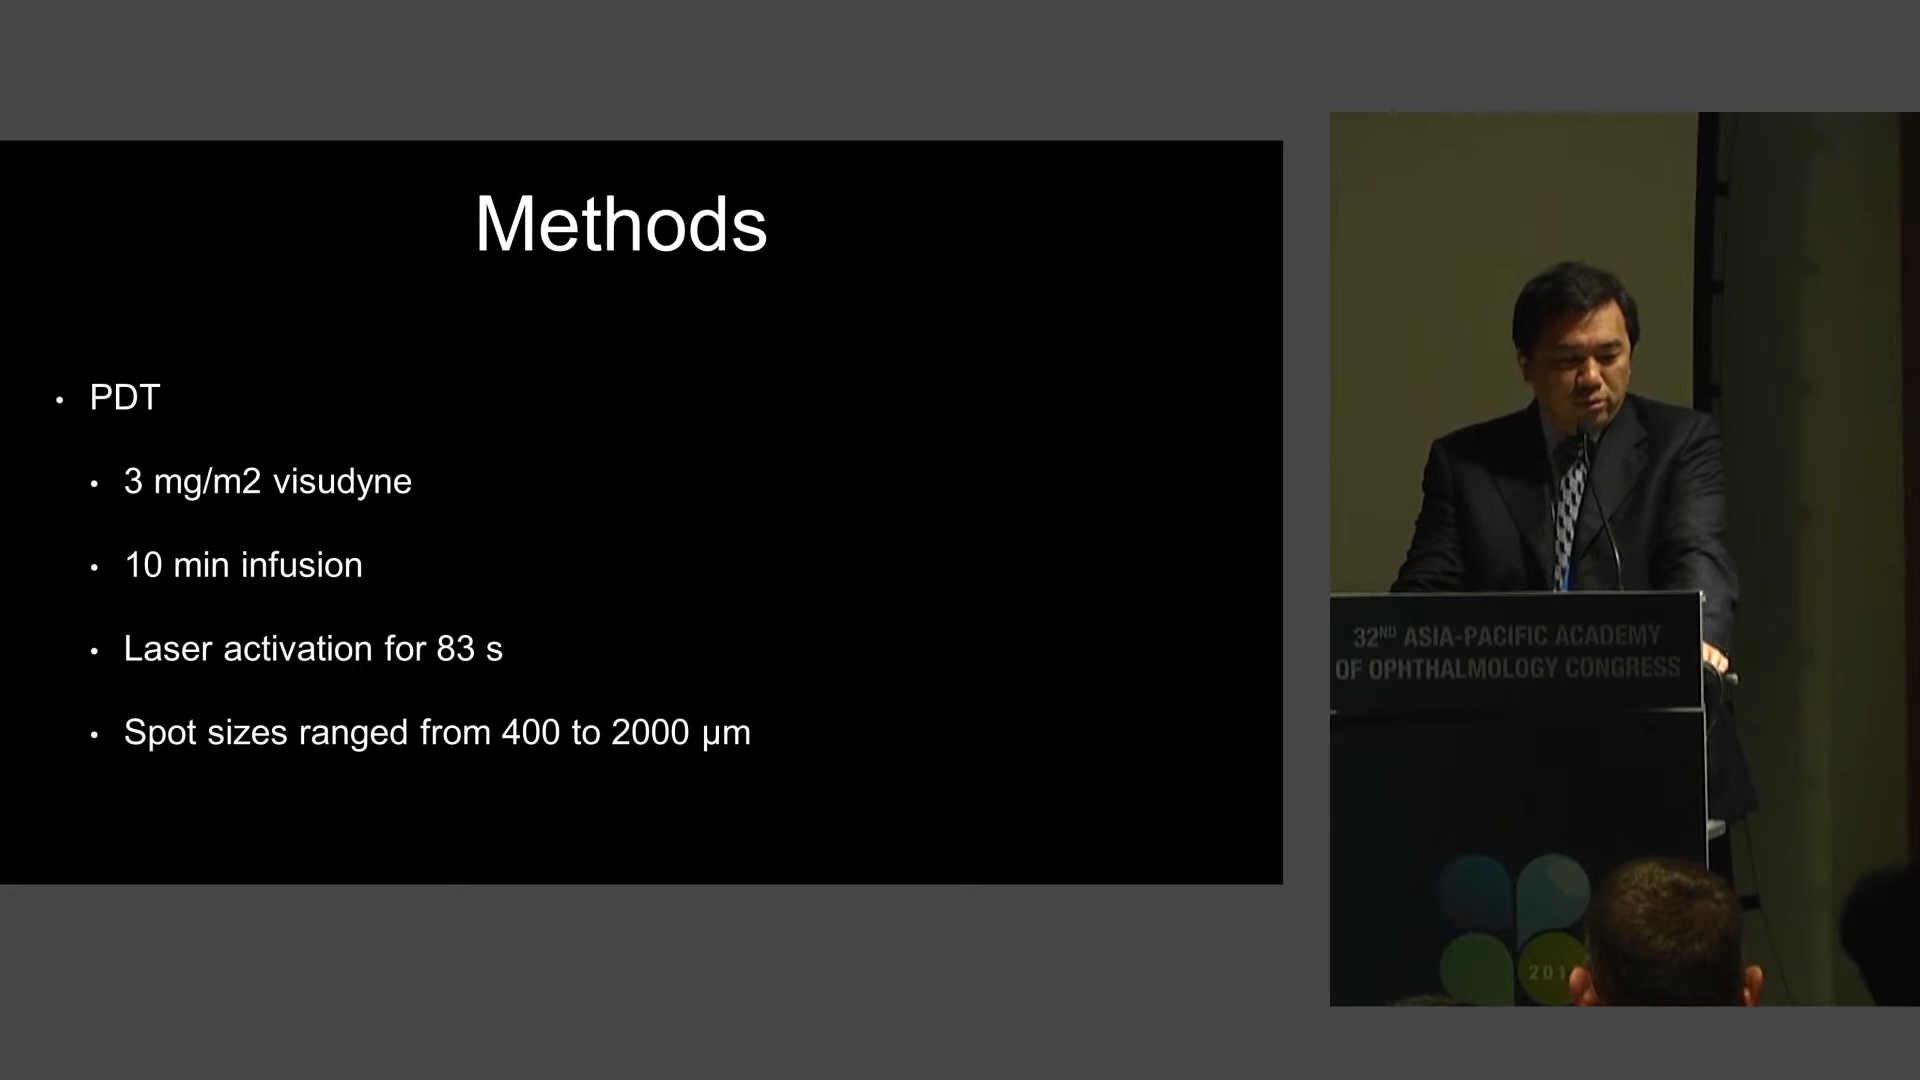 Methods
• PDT
• 3 mg/m2 visudyne
• 10 min infusion
• Laser activation for 83 s
• Spot sizes ranged from 400 to 2000 μm
32ND ASIA-PACIFIC ACADEMY
OF OPHTHALMOLOGY CONGRESS